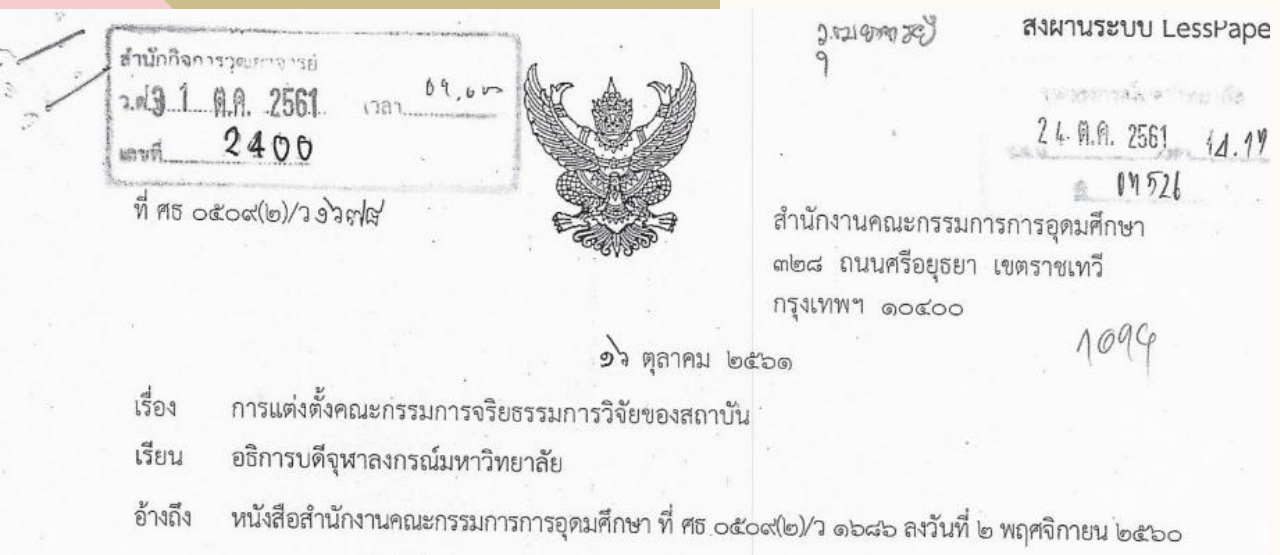 ส่งผ่านระบบ LessPape
สำนักกิจการวุฒยาจารย์
ว.ด.ป 3 1 ต.ค. 2561 เวลา
เลขที่ 2400
24 ต.ค. 2561 14.19
07526
ที่ ศธ ๐๕๐๙(๒)/ว
สำนักงานคณะกรรมการการอุดมศึกษา
๓๒๘ ถนนศรีอยุธยา เขตราชเทวี
กรุงเทพฯ ๑๐๔๐๐
1094
๑๖ ตุลาคม ๒๕๖๑
เรื่อง การแต่งตั้งคณะกรรมการจริยธรรมการวิจัยของสถาบัน
เรียน อธิการบดีจุฬาลงกรณ์มหาวิทยาลัย
อ้างถึง หนังสือสำนักงานคณะกรรมการการอุดมศึกษา ที่ ศธ ๐๕๐๙(๒)/ว ๑๖๘๖ ลงวันที่ ๒ พฤศจิกายน ๒๕๖๐